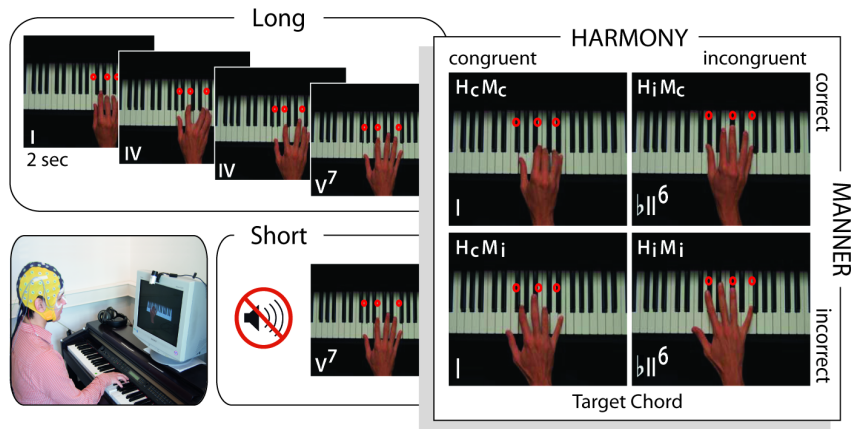 Long
I
2 sec
IV
IV
V7
Short
V7
HARMONY
congruent
incongruent
HcMc
I
HiMc
♭II6
correct
MANNER
HcMi
I
HiMi
♭II6
incorrect
Target Chord